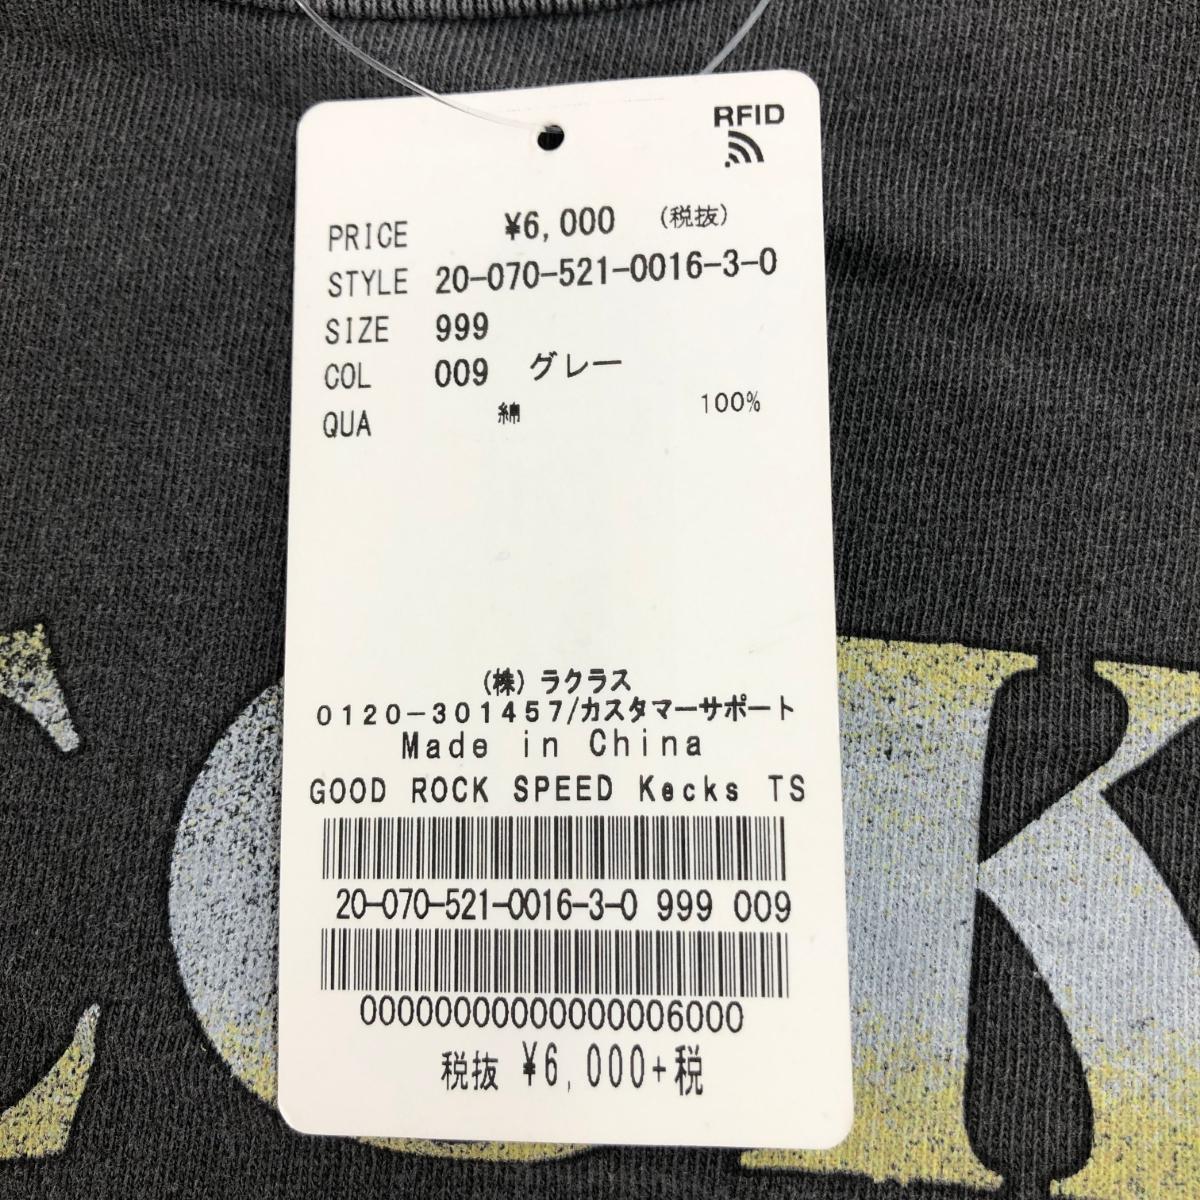 RFID
PRICE ¥6,000 (税抜)
STYLE 20-070-521-0016-3-0
SIZE 999
COL 009 グレー
QUA 綿 100%
(株)ラクラス
0120-301457/カスタマーサポート
Made in China
GOOD ROCK SPEED Kecks TS
20-070-521-0016-3-0 999 009
00000000000000006000
税抜 ¥6,000+税